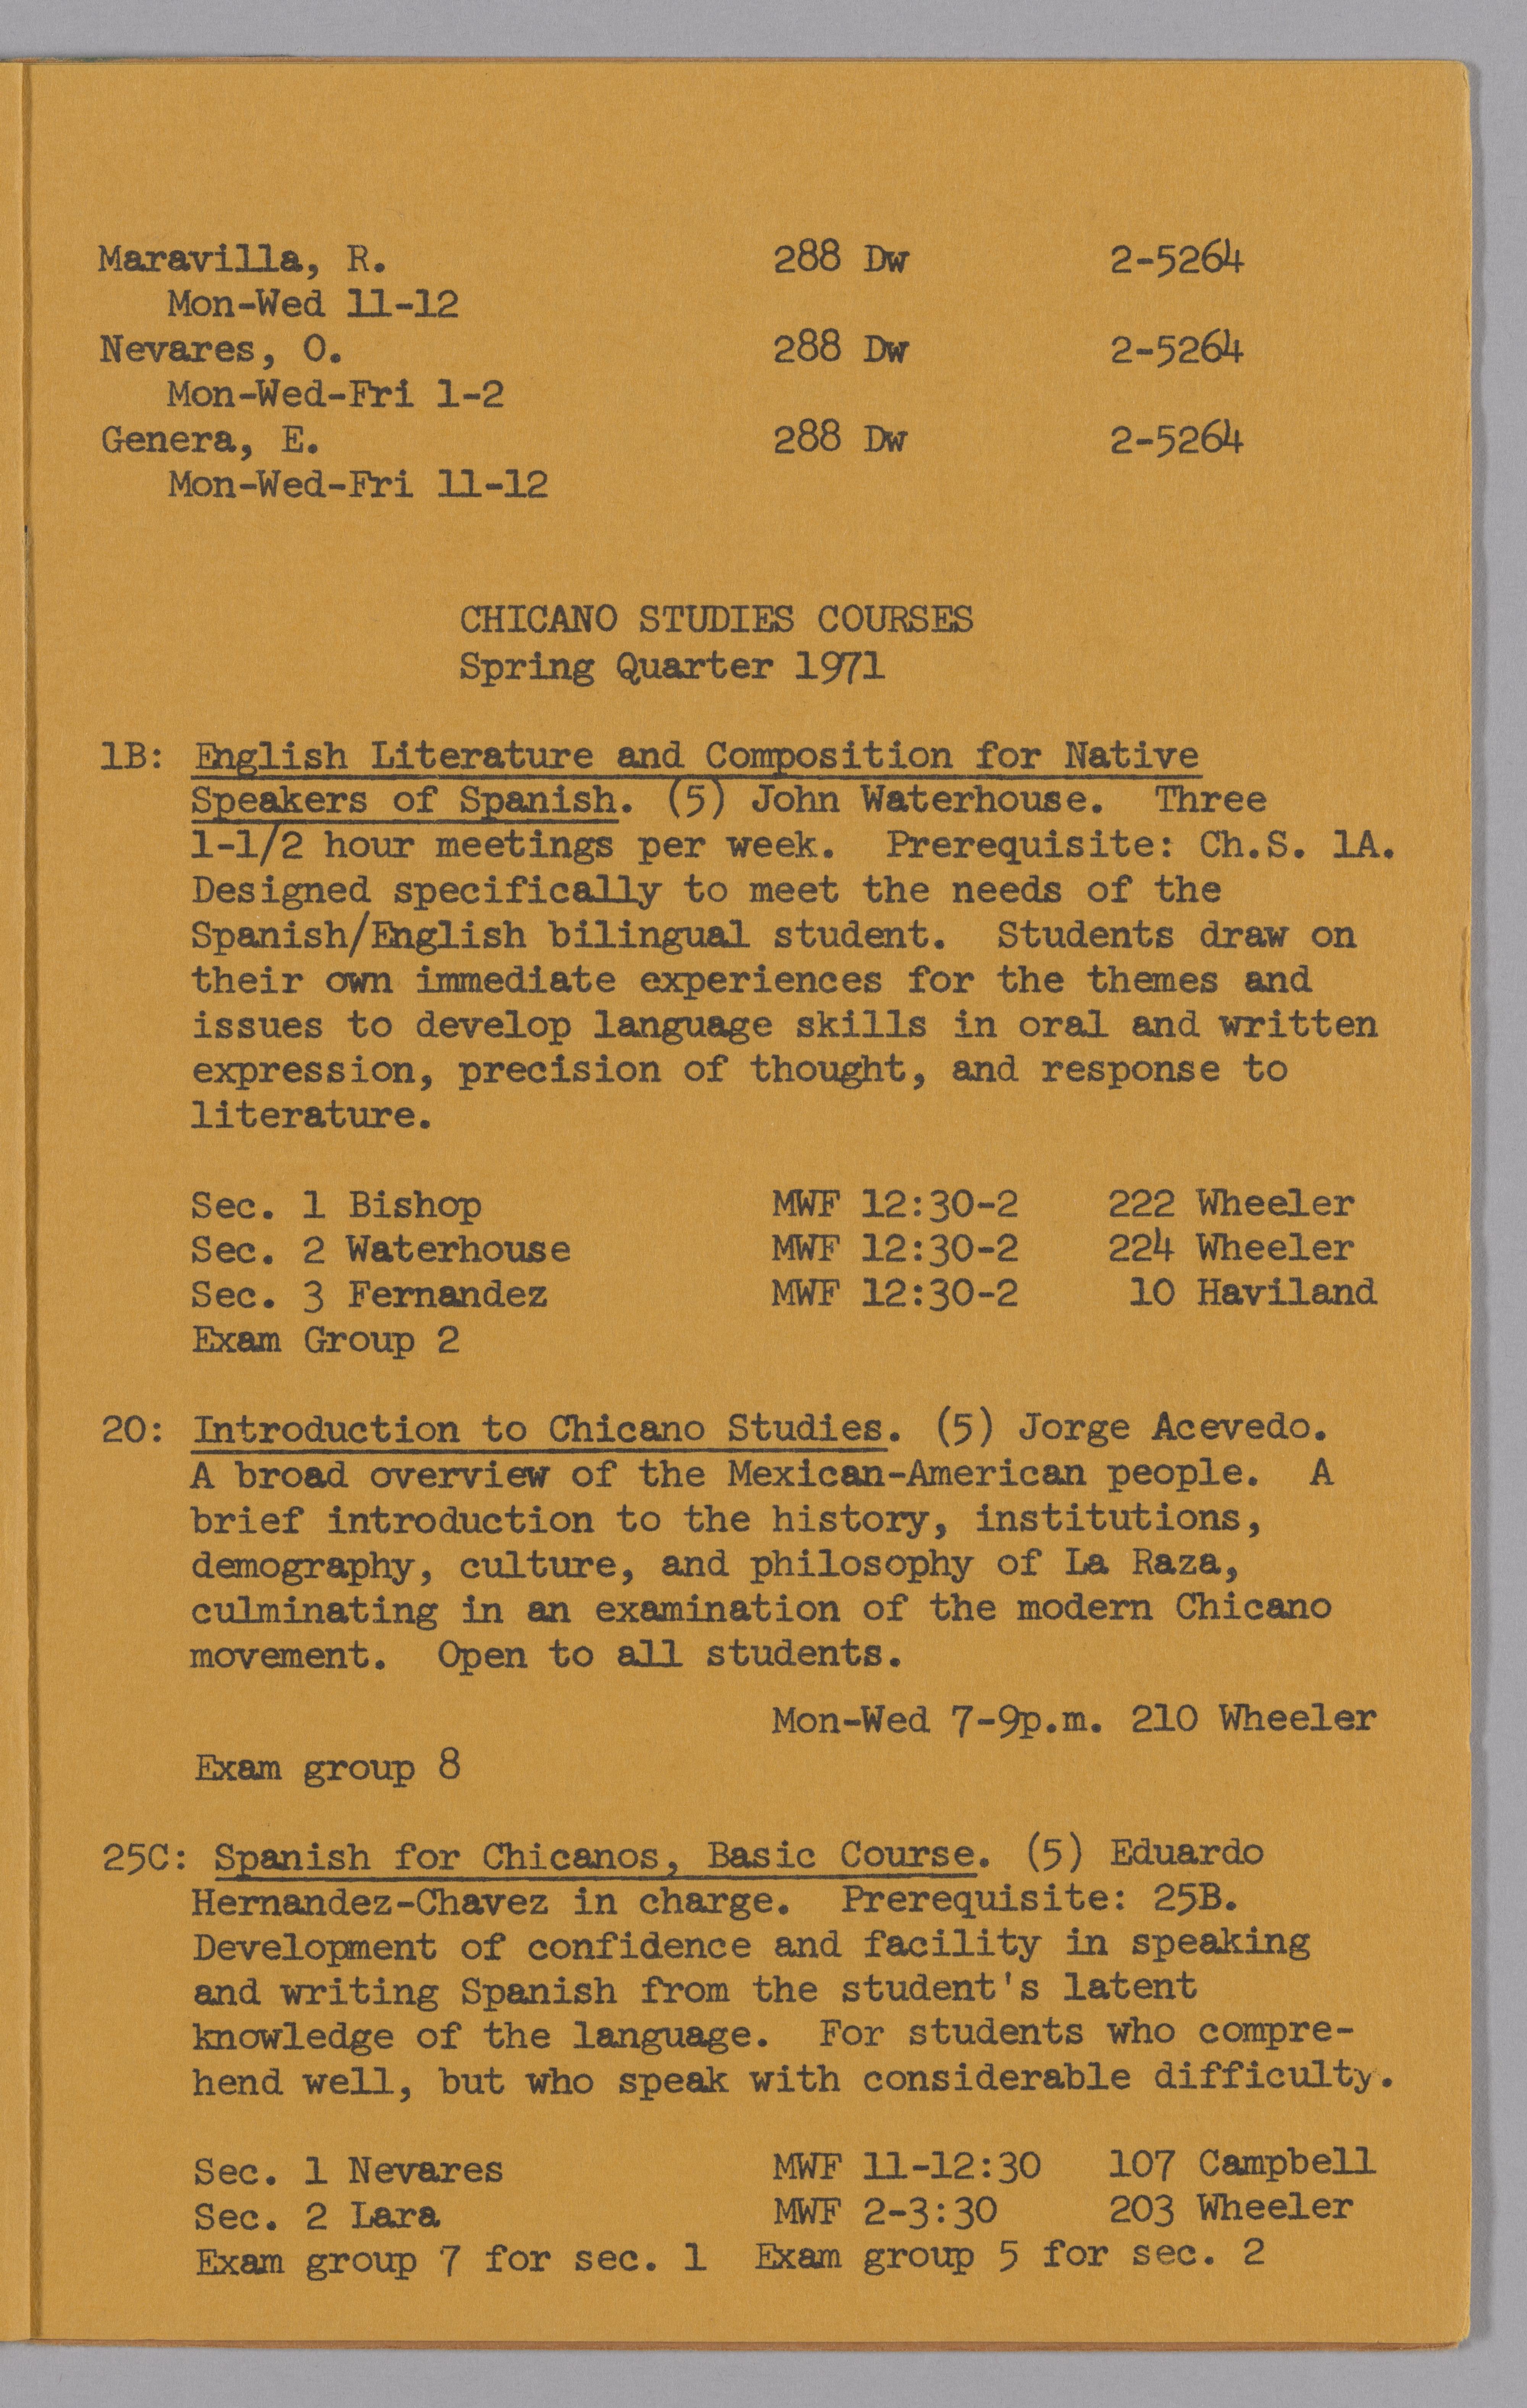 Maravilla, R. 288 Dw 2-5264
Mon-Wed 11-12
Nevares, O. 288 Dw 2-5264
Mon-Wed-Fri 1-2
Genera, E. 288 Dw 2-5264
Mon-Wed-Fri 11-12
CHICANO STUDIES COURSES
Spring Quarter 1971
1B: English Literature and Composition for Native
Speakers of Spanish. (5) John Waterhouse. Three
1-1/2 hour meetings per week. Prerequisite: Ch.S. 1A.
Designed specifically to meet the needs of the
Spanish/English bilingual student. Students draw on
their own immediate experiences for the themes and
issues to develop language skills in oral and written
expression, precision of thought, and response to
literature.
Sec. 1 Bishop MWF 12:30-2 222 Wheeler
Sec. 2 Waterhouse MWF 12:30-2 224 Wheeler
Sec. 3 Fernandez MWF 12:30-2 10 Haviland
Exam Group 2
20: Introduction to Chicano Studies. (5) Jorge Acevedo.
A broad overview of the Mexican-American people. A
brief introduction to the history, institutions,
demography, culture, and philosophy of La Raza,
culminating in an examination of the modern Chicano
movement. Open to all students.
Mon-Wed 7-9p.m. 210 Wheeler
Exam group 8
25C: Spanish for Chicanos, Basic Course. (5) Eduardo
Hernandez-Chavez in charge. Prerequisite: 25B.
Development of confidence and facility in speaking
and writing Spanish from the student's latent
knowledge of the language. For students who compre-
hend well, but who speak with considerable difficulty.
Sec. 1 Nevares MWF 11-12:30 107 Campbell
Sec. 2 Lara MWF 2-3:30 203 Wheeler
Exam group 7 for sec. 1 Exam group 5 for sec. 2